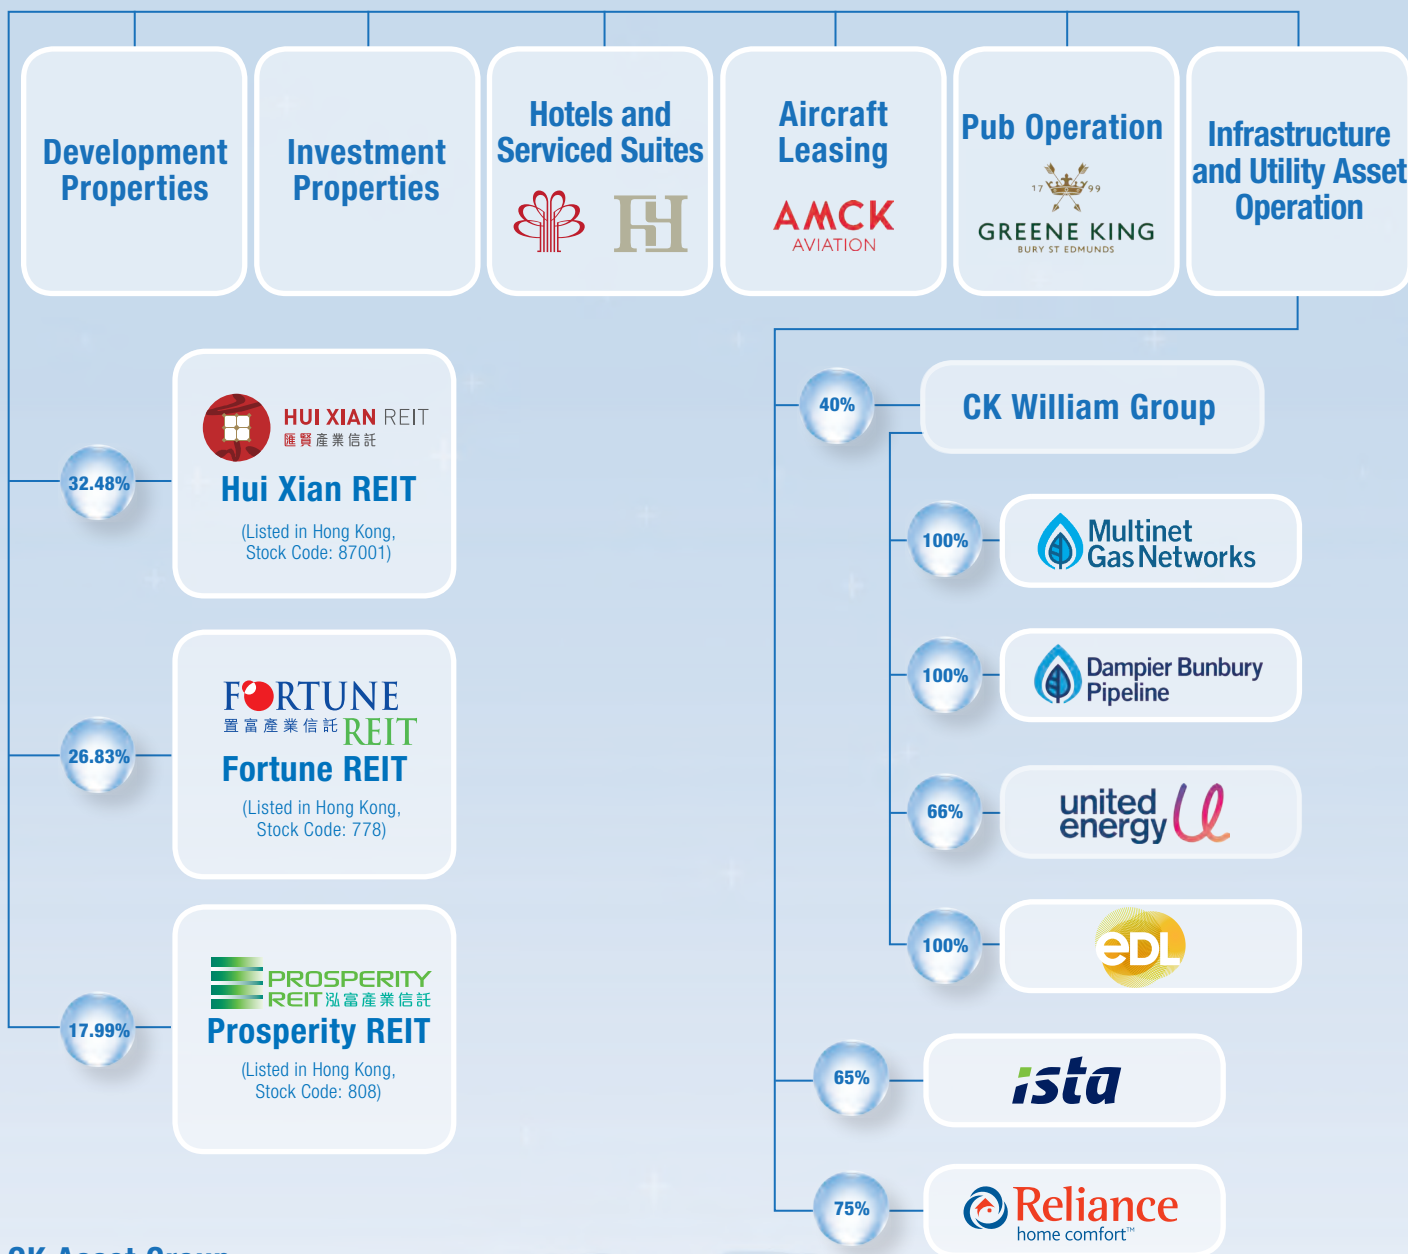 Development
Properties
Investment
Properties
Hotels and
Serviced Suites
Aircraft
Leasing
AMCK
AVIATION
Pub Operation
17 99
GREENE KING
BURY ST EDMUNDS
Infrastructure
and Utility Asset
Operation
32.48%
HUI XIAN REIT
匯賢產業信託
Hui Xian REIT
(Listed in Hong Kong,
Stock Code: 87001)
26.83%
FORTUNE
置富產業信託 REIT
Fortune REIT
(Listed in Hong Kong,
Stock Code: 778)
17.99%
PROSPERITY
REIT 泓富產業信託
Prosperity REIT
(Listed in Hong Kong,
Stock Code: 808)
40%
CK William Group
100%
Multinet
Gas Networks
100%
Dampier Bunbury
Pipeline
66%
united
energy
100%
eDL
65%
ista
75%
Reliance
home comfort™
CK Asset Group